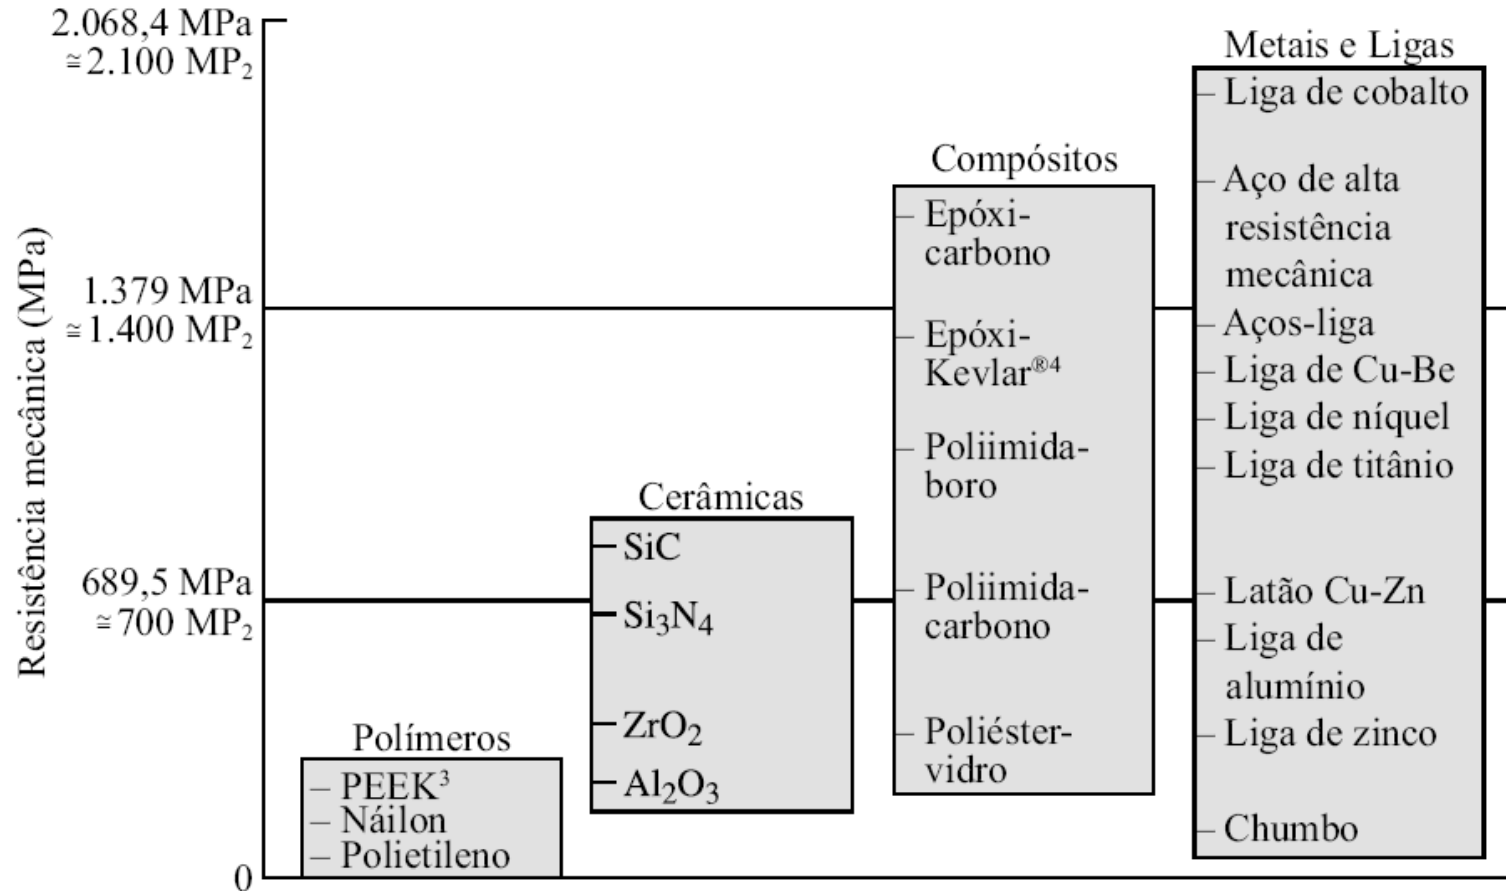 Resistência mecânica (MPa)
2.068,4 MPa
≅ 2.100 MP₂
1.379 MPa
≅ 1.400 MP₂
689,5 MPa
≅ 700 MP₂
0
Polímeros
– PEEK³
– Náilon
– Polietileno
Cerâmicas
– SiC
– Si₃N₄
– ZrO₂
– Al₂O₃
Compósitos
– Epóxi-
carbono
– Epóxi-
Kevlar®⁴
– Poliimida-
boro
– Poliimida-
carbono
– Poliéster-
vidro
Metais e Ligas
– Liga de cobalto
– Aço de alta
resistência
mecânica
– Aços-liga
– Liga de Cu-Be
– Liga de níquel
– Liga de titânio
– Latão Cu-Zn
– Liga de
alumínio
– Liga de zinco
– Chumbo